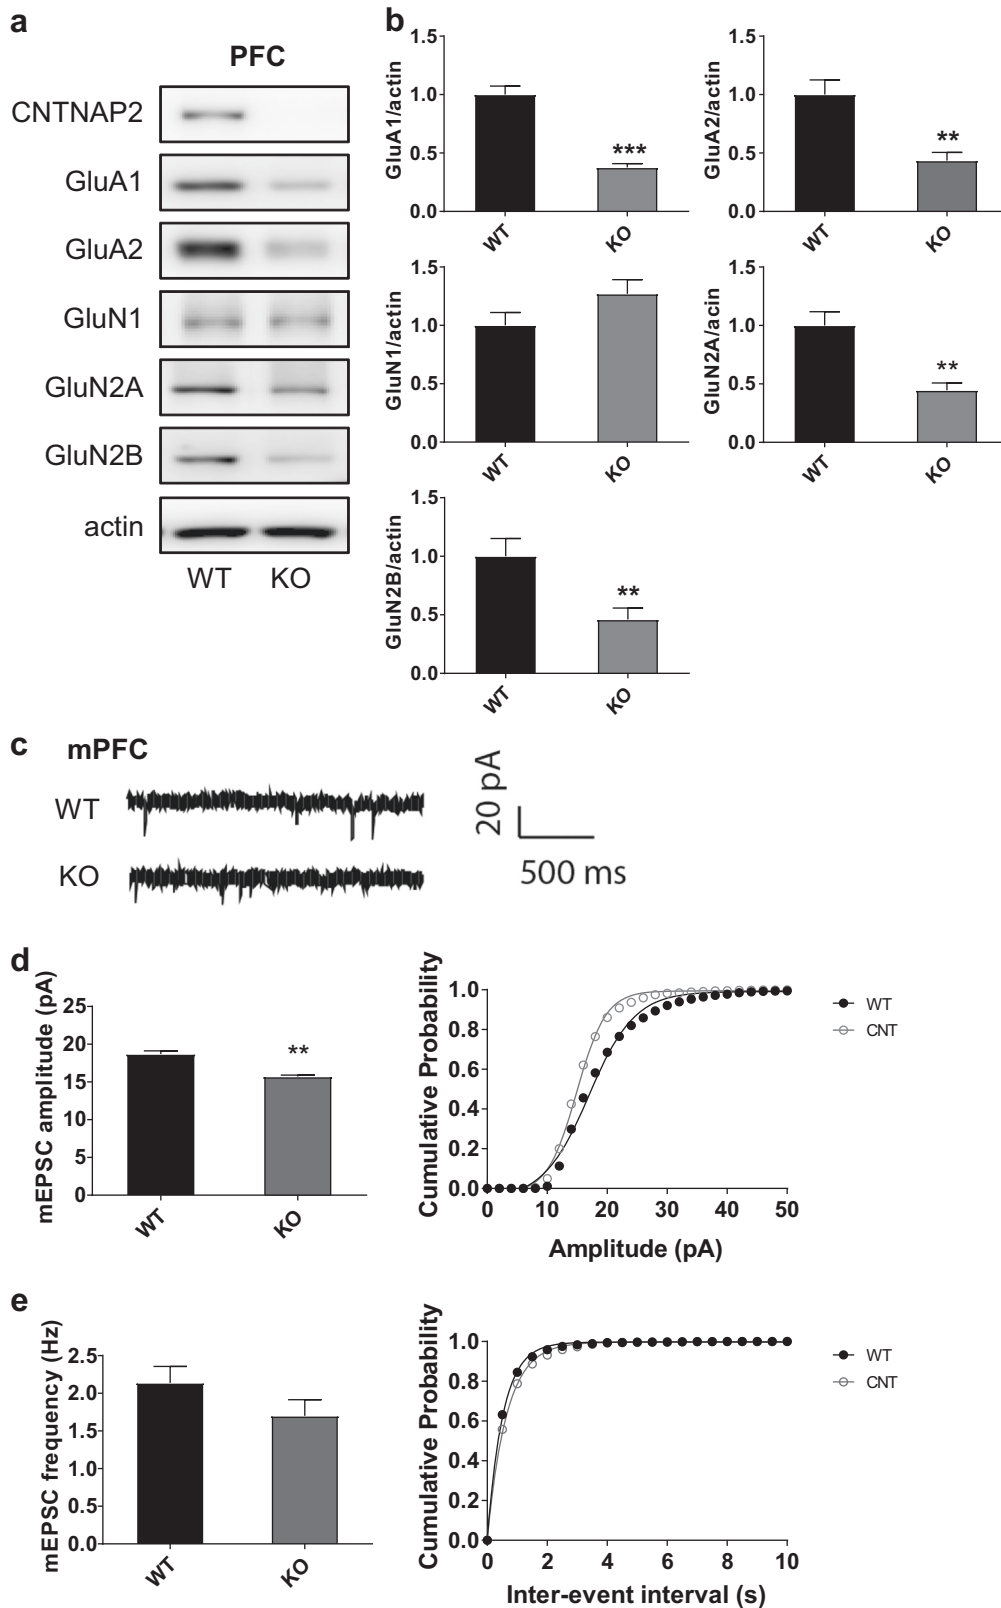 a
PFC
CNTNAP2
GluA1
GluA2
GluN1
GluN2A
GluN2B
actin
WT KO
b
GluA1/actin
1.5
1.0
0.5
0.0
***
WT KO
GluA2/actin
1.5
1.0
0.5
0.0
**
WT KO
GluN1/actin
1.5
1.0
0.5
0.0
WT KO
GluN2A/acin
1.5
1.0
0.5
0.0
**
WT KO
GluN2B/actin
1.5
1.0
0.5
0.0
**
WT KO
c mPFC
WT
KO
20 pA
500 ms
d
mEPSC amplitude (pA)
25
20
15
10
5
0
**
WT KO
Cumulative Probability
1.0
0.8
0.6
0.4
0.2
0.0
0 10 20 30 40 50
Amplitude (pA)
WT
CNT
e
mEPSC frequency (Hz)
2.5
2.0
1.5
1.0
0.5
0.0
WT KO
Cumulative Probability
1.0
0.8
0.6
0.4
0.2
0.0
0 2 4 6 8 10
Inter-event interval (s)
WT
CNT